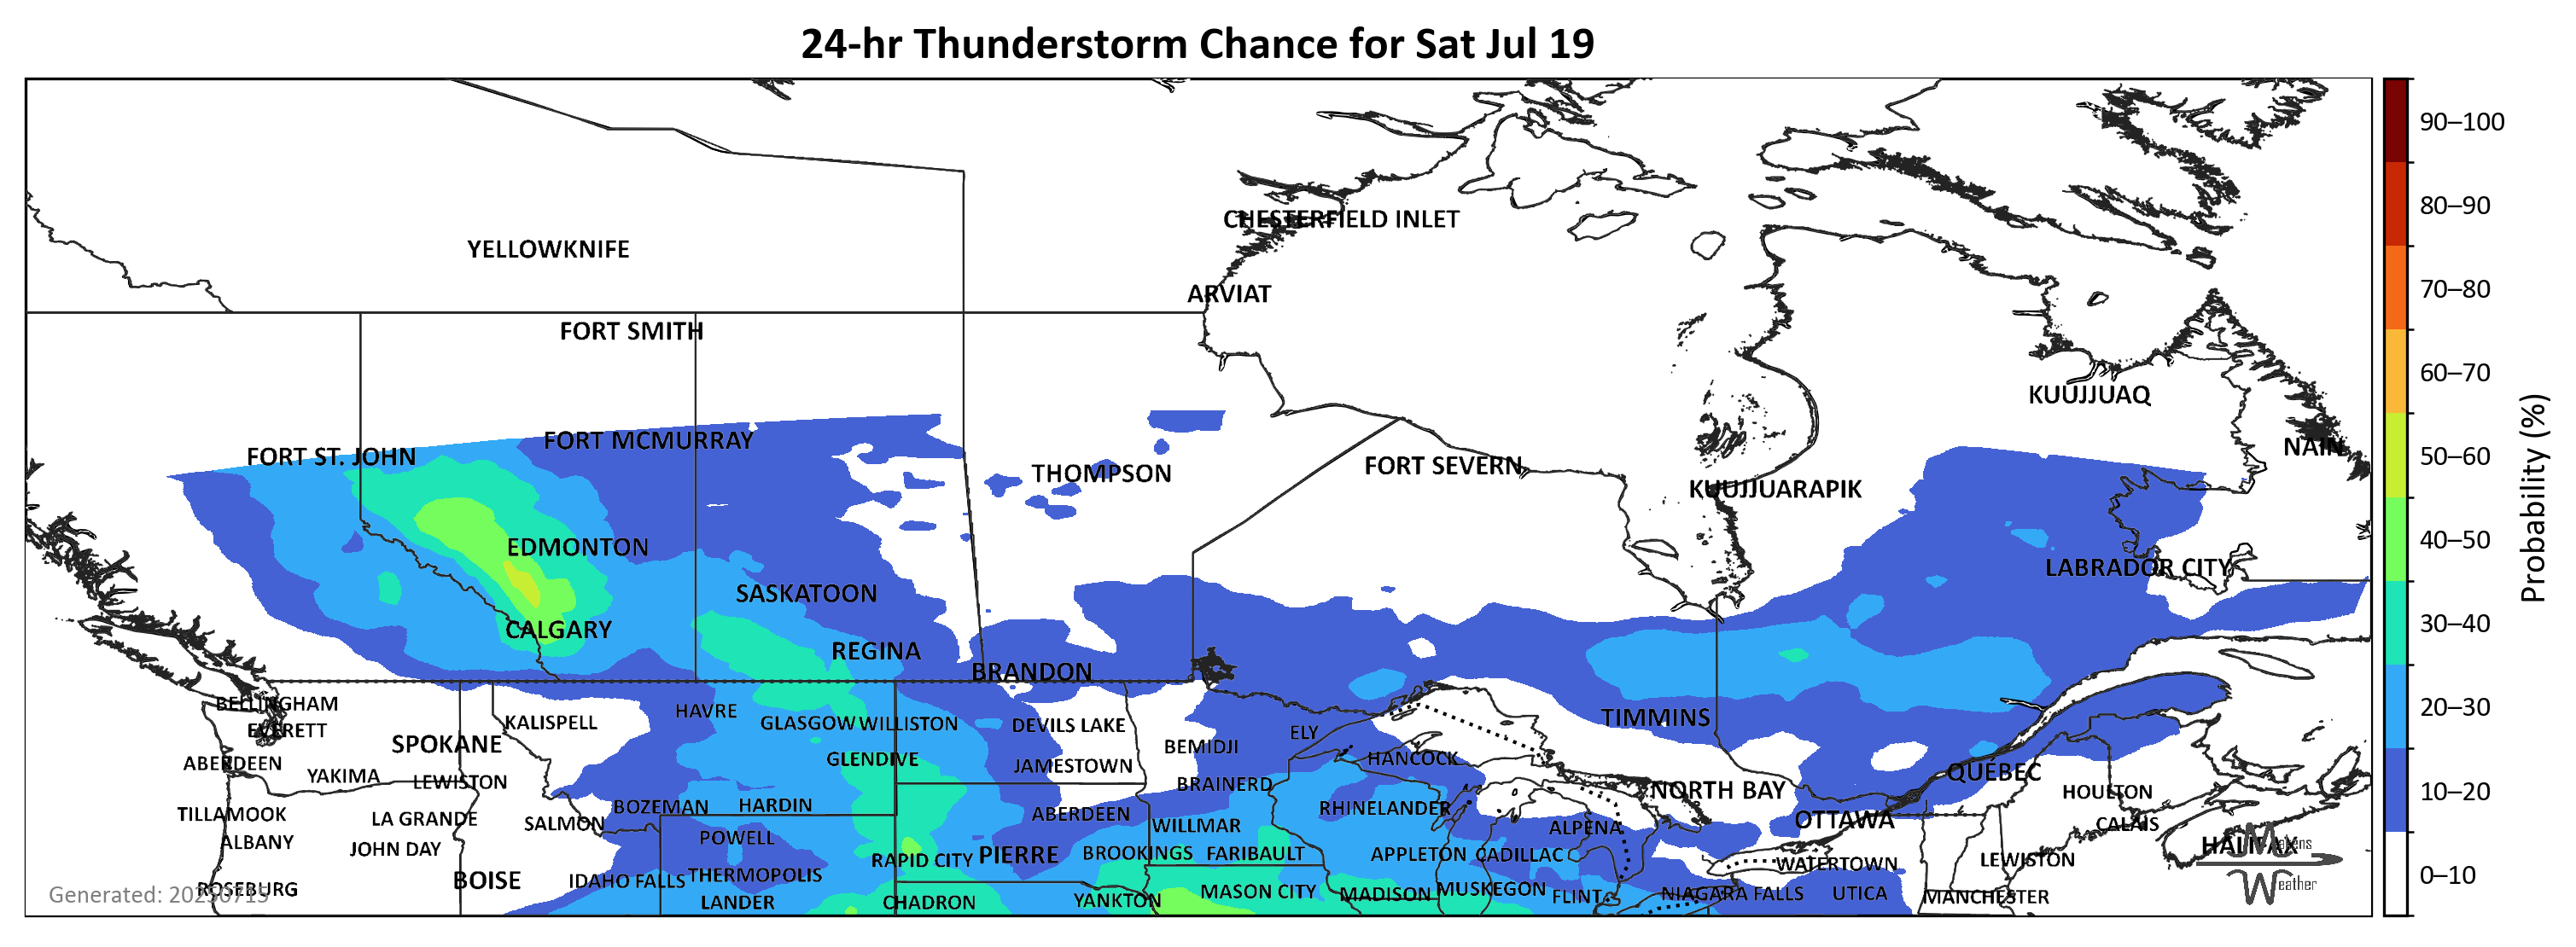 24-hr Thunderstorm Chance for Sat Jul 19
90–100
80–90
70–80
60–70
50–60
40–50
30–40
20–30
10–20
0–10
Probability (%)
CHESTERFIELD INLET
YELLOWKNIFE
ARVIAT
FORT SMITH
KUUJJUAQ
FORT MCMURRAY
NAIN
FORT ST. JOHN
FORT SEVERN
THOMPSON
KUUJJUARAPIK
EDMONTON
LABRADOR CITY
SASKATOON
CALGARY
REGINA
BRANDON
BELLINGHAM
HAVRE
TIMMINS
KALISPELL
GLASGOW
WILLISTON
DEVILS LAKE
EVERETT
ELY
SPOKANE
BEMIDJI
GLENDIVE
HANCOCK
ABERDEEN
JAMESTOWN
QUÉBEC
YAKIMA
LEWISTON
BRAINERD
NORTH BAY
HOULTON
BOZEMAN
HARDIN
RHINELANDER
TILLAMOOK
ABERDEEN
LA GRANDE
OTTAWA
SALMON
WILLMAR
CALAIS
ALPENA
POWELL
ALBANY
HALIFAX
JOHN DAY
BROOKINGS
FARIBAULT
PIERRE
APPLETON
CADILLAC
RAPID CITY
LEWISTON
WATERTOWN
THERMOPOLIS
BOISE
IDAHO FALLS
ROSEBURG
MASON CITY
MADISON
MUSKEGON
NIAGARA FALLS
UTICA
FLINT
MANCHESTER
YANKTON
LANDER
CHADRON
Generated: 20250715
Makens
Weather